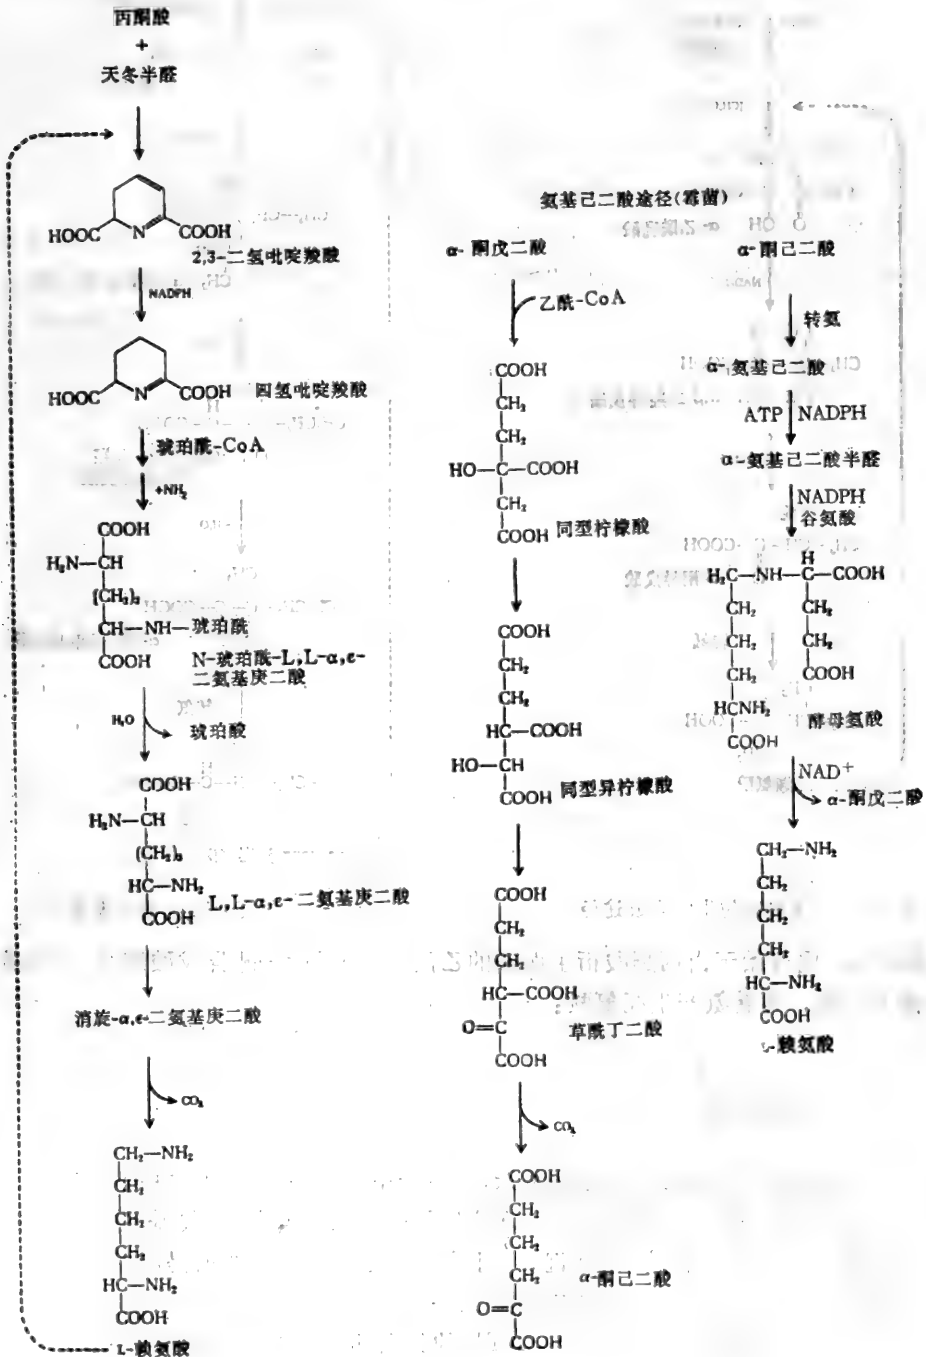 丙酮酸
+
天冬半醛
HOOC N COOH
2,3-二氢吡啶羧酸
NADPH
HOOC N COOH
四氢吡啶羧酸
琥珀酰-CoA
+NH₂
COOH
H₂N—CH
(CH₂)₃
CH—NH—琥珀酰
COOH
N-琥珀酰-L,L-α,ε-
二氨基庚二酸
H₂O
琥珀酸
COOH
H₂N—CH
(CH₂)₃
HC—NH₂
COOH
L,L-α,ε-二氨基庚二酸
消旋-α,ε-二氨基庚二酸
CO₂
CH₂—NH₂
CH₂
CH₂
CH₂
HC—NH₂
COOH
L-赖氨酸
氨基己二酸途径(霉菌)
α-酮戊二酸
乙酰-CoA
COOH
CH₂
CH₂
HO—C—COOH
CH₂
COOH
同型柠檬酸
COOH
CH₂
CH₂
HC—COOH
HO—CH
COOH
同型异柠檬酸
COOH
CH₂
CH₂
HC—COOH
O=C
COOH
草酰丁二酸
CO₂
COOH
CH₂
CH₂
CH₂
O=C
COOH
α-酮己二酸
α-酮己二酸
转氨
α-氨基己二酸
ATP NADPH
α-氨基己二酸半醛
NADPH
谷氨酸
H
H₂C—NH—C—COOH
CH₂ CH₂
CH₂ CH₂
CH₂ COOH
HCNH₂
COOH
酵母氨酸
NAD⁺
α-酮戊二酸
CH₂—NH₂
CH₂
CH₂
CH₂
HC—NH₂
COOH
-赖氨酸